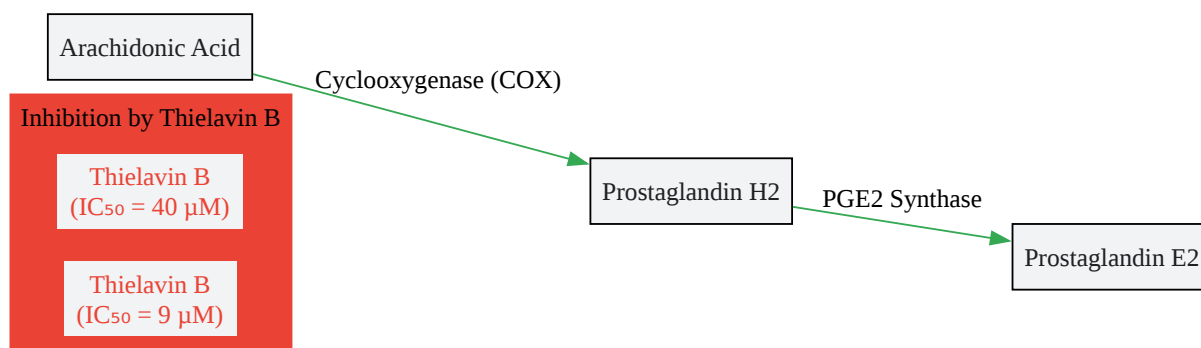 Arachidonic Acid
Cyclooxygenase (COX)
Inhibition by Thielavin B
Thielavin B
(IC₅₀ = 40 µM)
Prostaglandin H2
PGE2 Synthase
Prostaglandin E2
Thielavin B
(IC₅₀ = 9 µM)